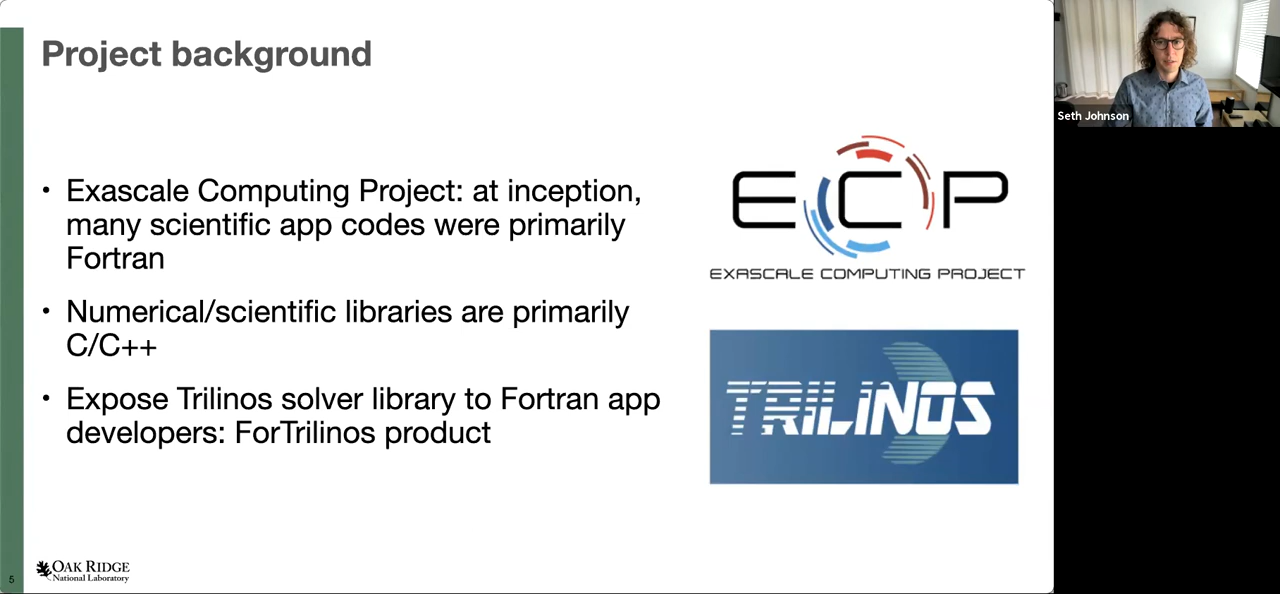 Project background
• Exascale Computing Project: at inception,
many scientific app codes were primarily
Fortran
• Numerical/scientific libraries are primarily
C/C++
• Expose Trilinos solver library to Fortran app
developers: ForTrilinos product
ECP
EXASCALE COMPUTING PROJECT
TRILINOS
5
OAK RIDGE
National Laboratory
Seth Johnson